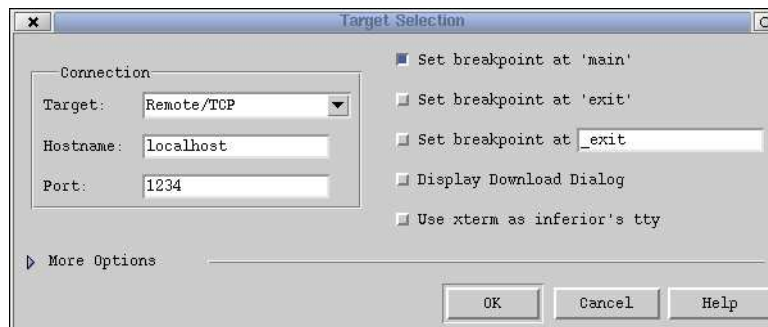 Target Selection
Connection
Target: Remote/TCP
Hostname: localhost
Port: 1234
Set breakpoint at 'main'
Set breakpoint at 'exit'
Set breakpoint at _exit
Display Download Dialog
Use xterm as inferior's tty
More Options
OK Cancel Help